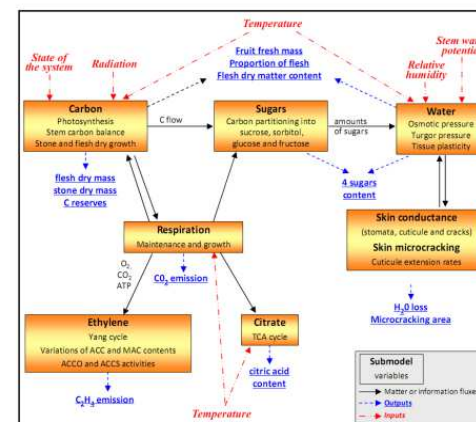 Temperature
Stem water
potential
State of
the system
Radiation
Fruit fresh mass
Proportion of flesh
Flesh dry matter content
Relative
humidity
Carbon
Photosynthesis
Stem carbon balance
Stone and flesh dry growth
C flow
Sugars
Carbon partitioning into
sucrose, sorbitol,
glucose and fructose
amounts
of sugars
Water
Osmotic pressure
Turgor pressure
Tissue plasticity
flesh dry mass
stone dry mass
C reserves
4 sugars
content
Respiration
Maintenance and growth
Skin conductance
(stomata, cuticule and cracks)
Skin microcracking
Cuticule extension rates
O₂
CO₂
ATP
CO₂ emission
Ethylene
Yang cycle
Variations of ACC and MAC contents
ACCO and ACCS activities
Citrate
TCA cycle
H₃0 loss
Microcracking area
citric acid
content
C₂H₄ emission
Temperature
Submodel
variables
Matter or information fluxes
Outputs
Inputs